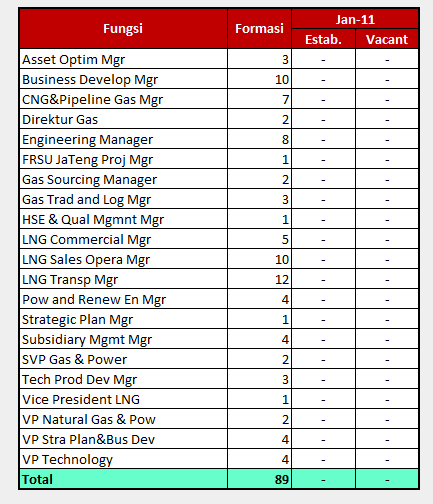 Fungsi Formasi Jan-11
Estab. Vacant
Asset Optim Mgr 3 - -
Business Develop Mgr 10 - -
CNG&Pipeline Gas Mgr 7 - -
Direktur Gas 2 - -
Engineering Manager 8 - -
FRSU JaTeng Proj Mgr 1 - -
Gas Sourcing Manager 2 - -
Gas Trad and Log Mgr 3 - -
HSE & Qual Mgmnt Mgr 1 - -
LNG Commercial Mgr 5 - -
LNG Sales Opera Mgr 10 - -
LNG Transp Mgr 12 - -
Pow and Renew En Mgr 4 - -
Strategic Plan Mgr 1 - -
Subsidiary Mgmt Mgr 4 - -
SVP Gas & Power 2 - -
Tech Prod Dev Mgr 3 - -
Vice President LNG 1 - -
VP Natural Gas & Pow 2 - -
VP Stra Plan&Bus Dev 4 - -
VP Technology 4 - -
Total 89 - -